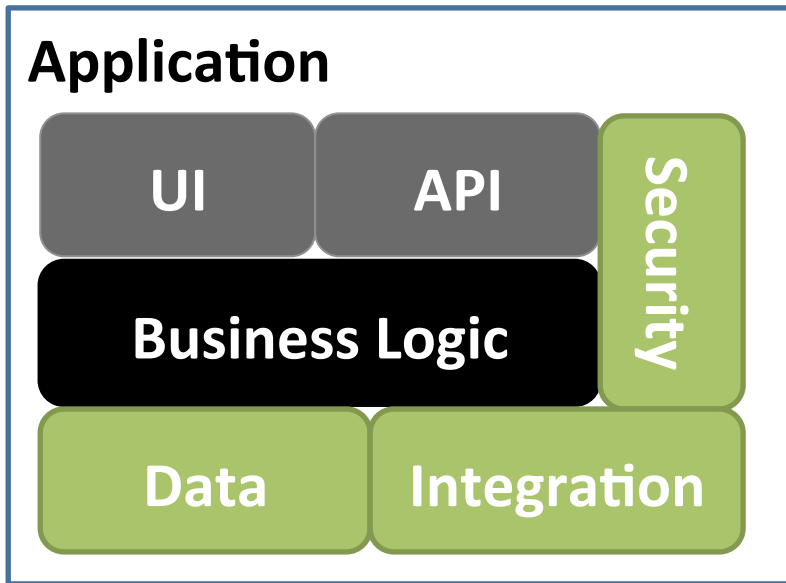 Application
UI
API
Security
Business Logic
Data
Integration